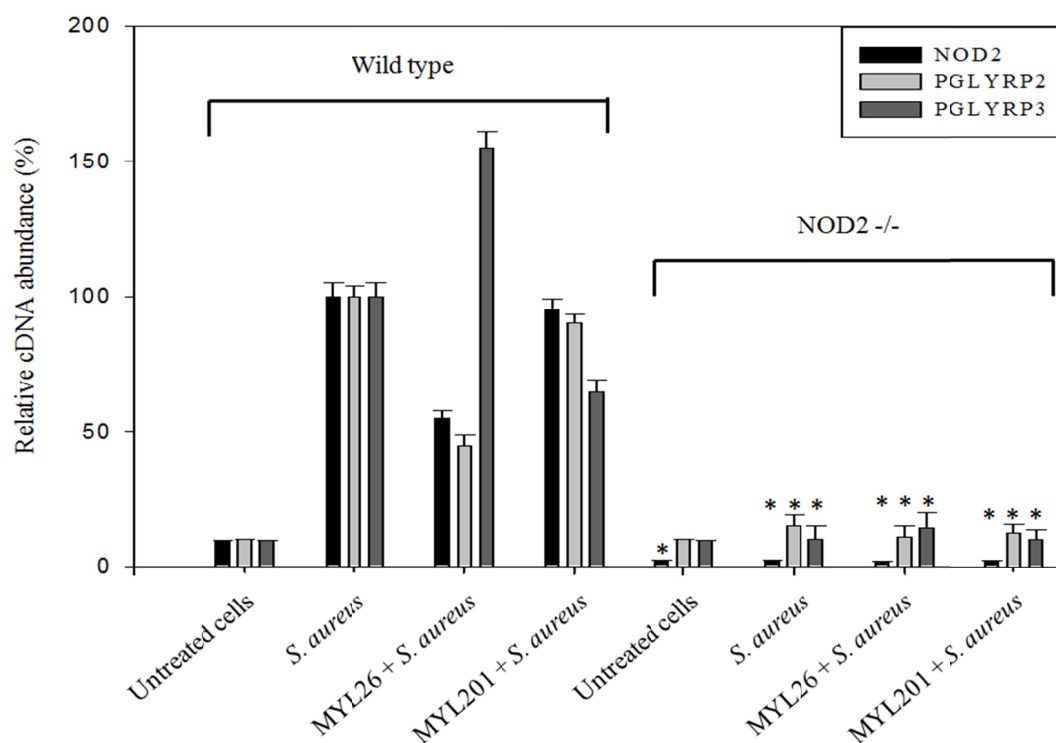 200
150
100
50
0
Relative cDNA abundance (%)
Wild type
NOD2 -/-
NOD2
PGLYRP2
PGLYRP3
*
* * *
* * *
* * *
Untreated cells
S. aureus
MYL26 + S. aureus
MYL201 + S. aureus
Untreated cells
S. aureus
MYL26 + S. aureus
MYL201 + S. aureus